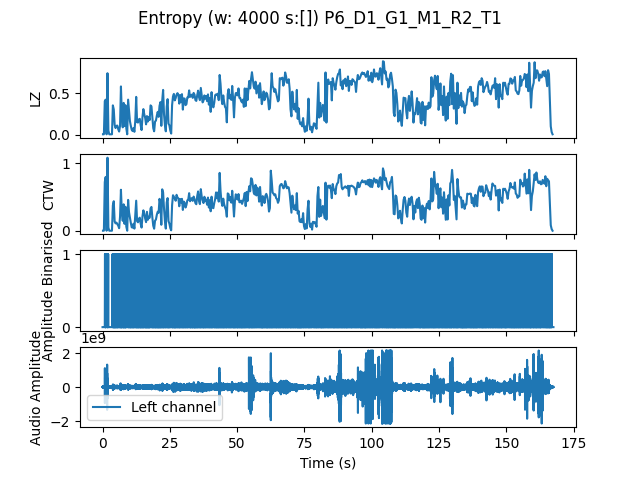 Entropy (w: 4000 s:[]) P6_D1_G1_M1_R2_T1
LZ
0.5
0.0
CTW
1
0
Amplitude Binarised
1
0
1e9
Audio Amplitude
2
0
−2
Left channel
0 25 50 75 100 125 150 175
Time (s)